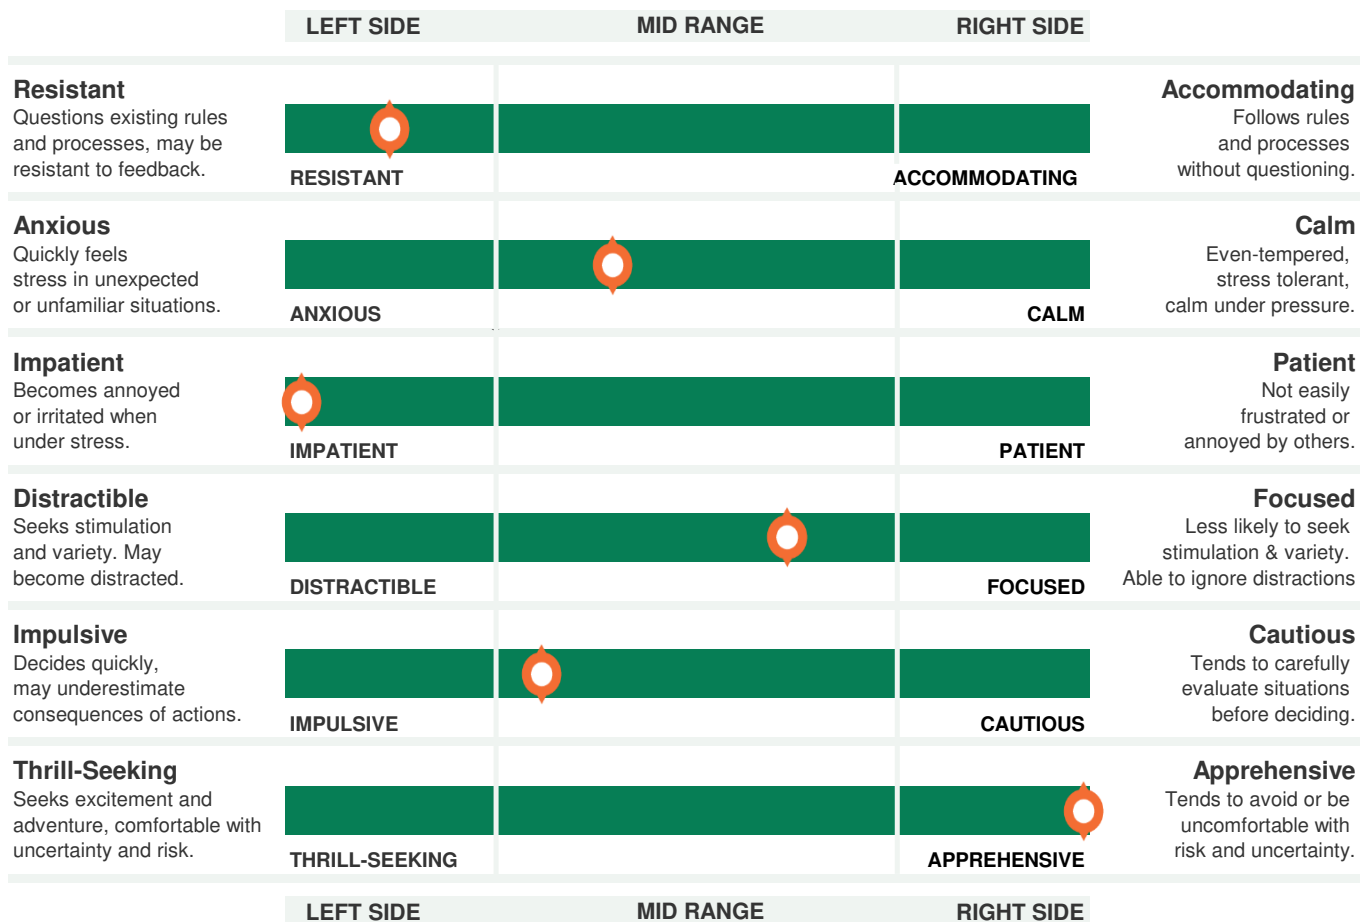 LEFT SIDE MID RANGE RIGHT SIDE
Resistant
Questions existing rules
and processes, may be
resistant to feedback.
RESISTANT
ACCOMMODATING
Accommodating
Follows rules
and processes
without questioning.
Anxious
Quickly feels
stress in unexpected
or unfamiliar situations.
ANXIOUS
CALM
Calm
Even-tempered,
stress tolerant,
calm under pressure.
Impatient
Becomes annoyed
or irritated when
under stress.
IMPATIENT
PATIENT
Patient
Not easily
frustrated or
annoyed by others.
Distractible
Seeks stimulation
and variety. May
become distracted.
DISTRACTIBLE
FOCUSED
Focused
Less likely to seek
stimulation & variety.
Able to ignore distractions
Impulsive
Decides quickly,
may underestimate
consequences of actions.
IMPULSIVE
CAUTIOUS
Cautious
Tends to carefully
evaluate situations
before deciding.
Thrill-Seeking
Seeks excitement and
adventure, comfortable with
uncertainty and risk.
THRILL-SEEKING
APPREHENSIVE
Apprehensive
Tends to avoid or be
uncomfortable with
risk and uncertainty.
LEFT SIDE MID RANGE RIGHT SIDE